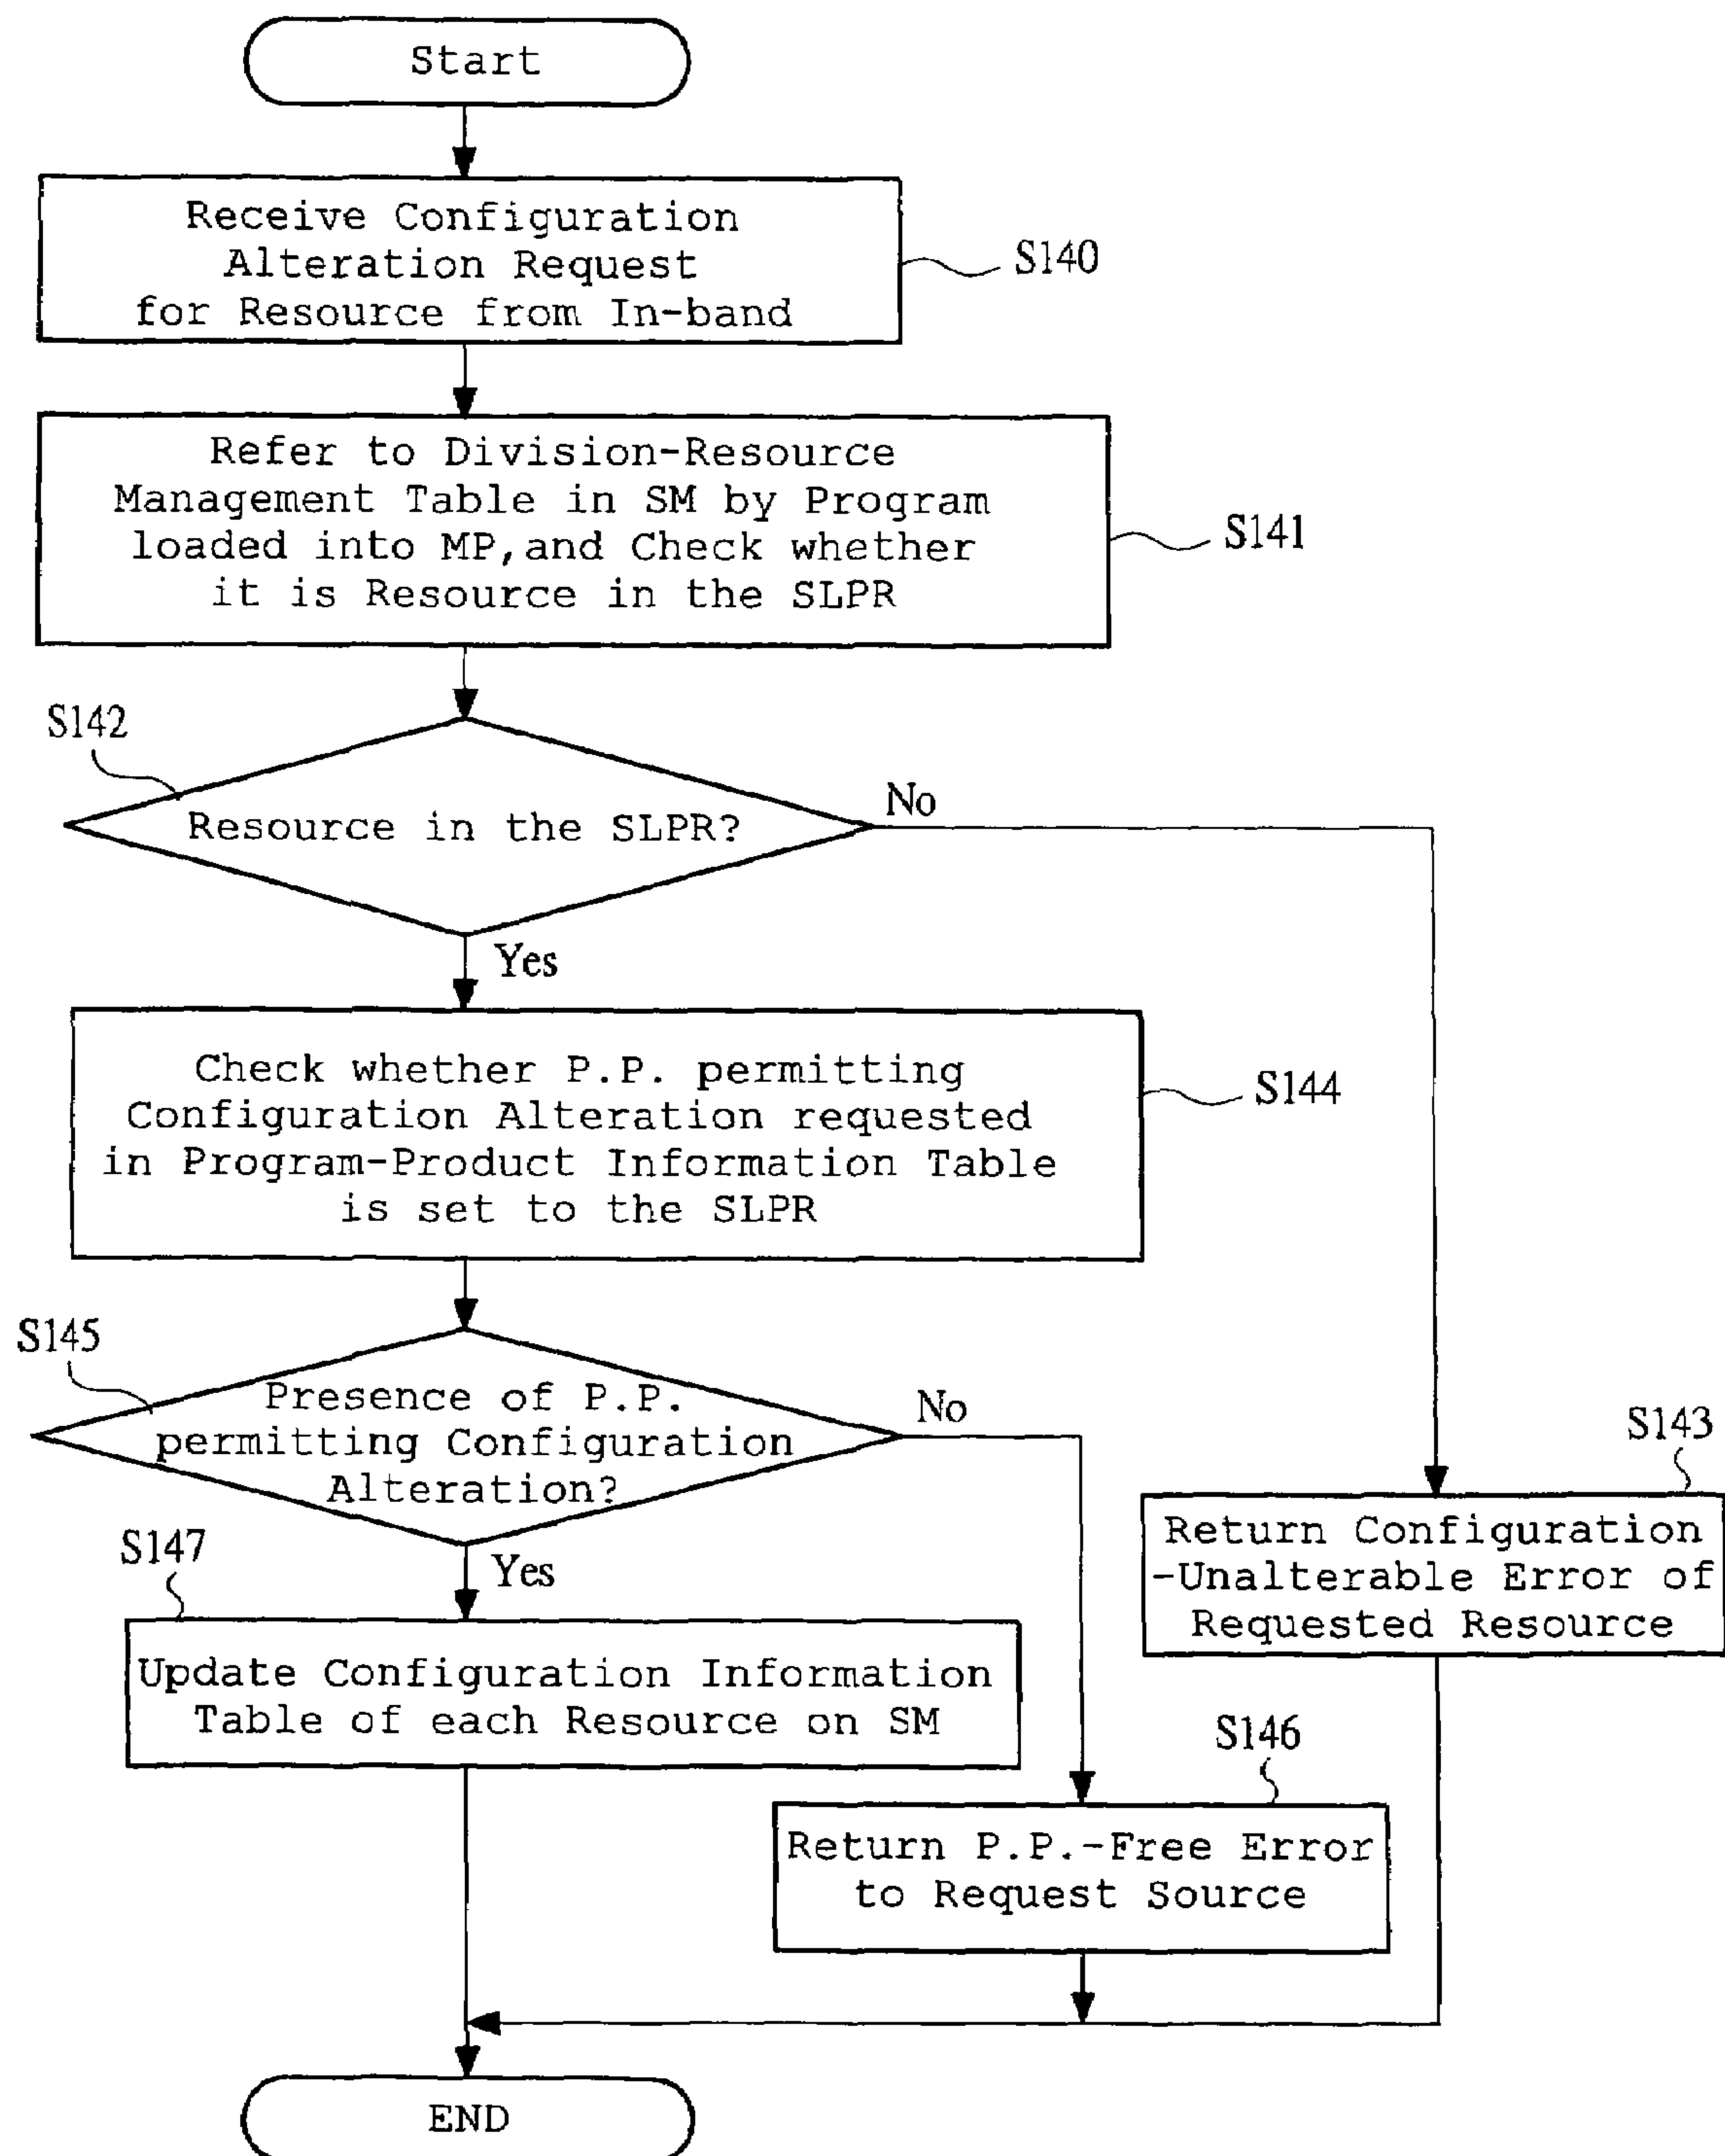 Start
Receive Configuration
Alteration Request
for Resource from In-band
S140
Refer to Division-Resource
Management Table in SM by Program
loaded into MP,and Check whether
it is Resource in the SLPR
S141
S142
Resource in the SLPR?
No
Yes
Check whether P.P. permitting
Configuration Alteration requested
in Program-Product Information Table
is set to the SLPR
S144
S145
Presence of P.P.
permitting Configuration
Alteration?
No
Yes
S143
Return Configuration
-Unalterable Error of
Requested Resource
S147
Update Configuration Information
Table of each Resource on SM
S146
Return P.P.-Free Error
to Request Source
END